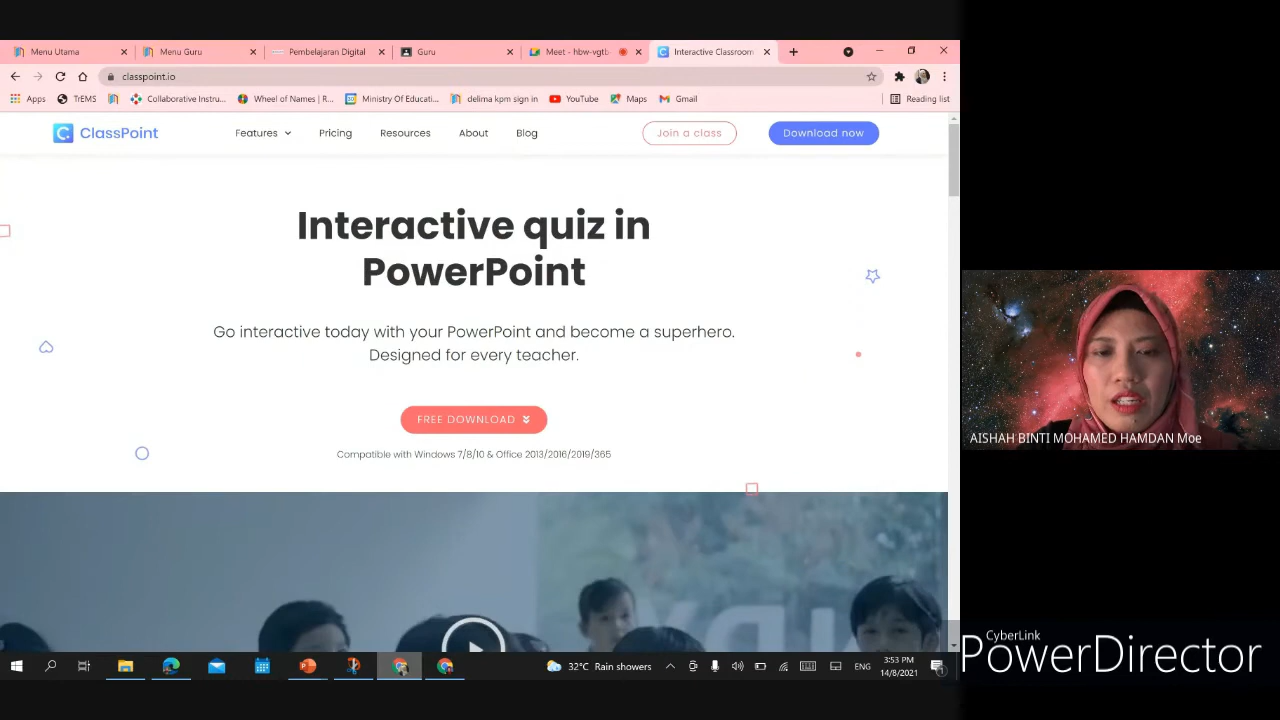 Menu Utama
Menu Guru
Pembelajaran Digital
Guru
Meet - hbw-vgtb
Interactive Classroom
classpoint.io
Apps
TrEMS
Collaborative Instru...
Wheel of Names | R...
Ministry Of Educati...
delima kpm sign in
YouTube
Maps
Gmail
Reading list
ClassPoint
Features
Pricing
Resources
About
Blog
Join a class
Download now
Interactive quiz in
PowerPoint
Go interactive today with your PowerPoint and become a superhero.
Designed for every teacher.
FREE DOWNLOAD
Compatible with Windows 7/8/10 & Office 2013/2016/2019/365
AISHAH BINTI MOHAMED HAMDAN Moe
32°C Rain showers
ENG
3:53 PM
14/8/2021
CyberLink
PowerDirector